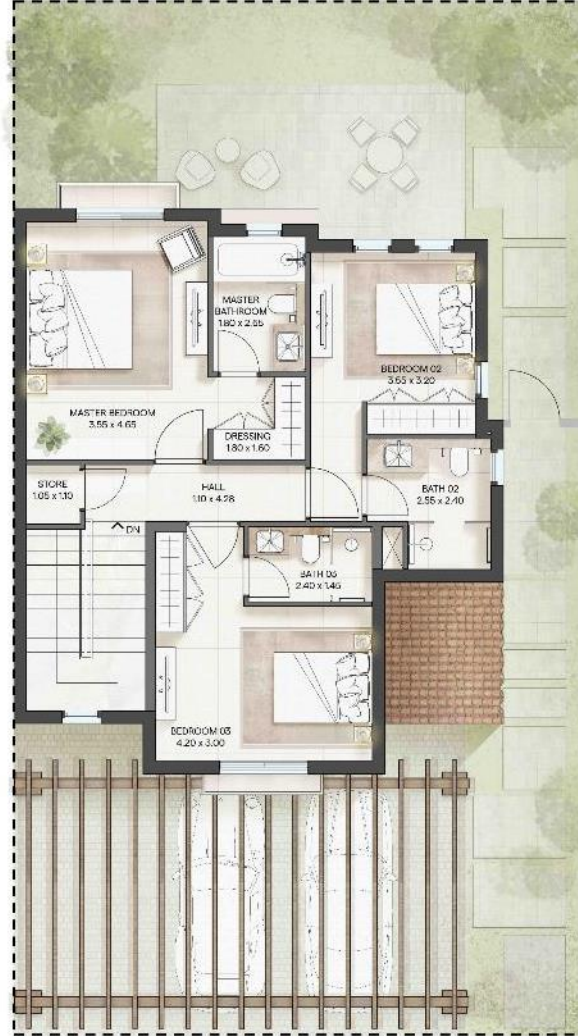 MASTER
BATHROOM
1.80 x 2.55
BEDROOM 02
3.55 x 3.20
MASTER BEDROOM
3.55 x 4.65
DRESSING
1.80 x 1.60
STORE
1.05 x 1.10
HALL
1.10 x 4.28
BATH 02
2.55 x 2.40
DN
BATH 03
2.40 x 1.45
BEDROOM 03
4.20 x 3.00